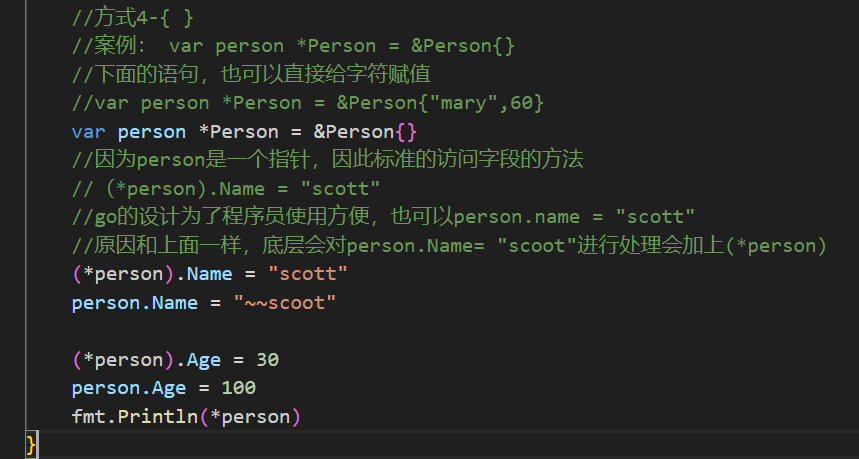 //方式4-{ }
//案例： var person *Person = &Person{}
//下面的语句，也可以直接给字符赋值
//var person *Person = &Person{"mary",60}
var person *Person = &Person{}
//因为person是一个指针，因此标准的访问字段的方法
// (*person).Name = "scott"
//go的设计为了程序员使用方便，也可以person.name = "scott"
//原因和上面一样，底层会对person.Name= "scoot"进行处理会加上(*person)
(*person).Name = "scott"
person.Name = "~~scoot"
(*person).Age = 30
person.Age = 100
fmt.Println(*person)
}